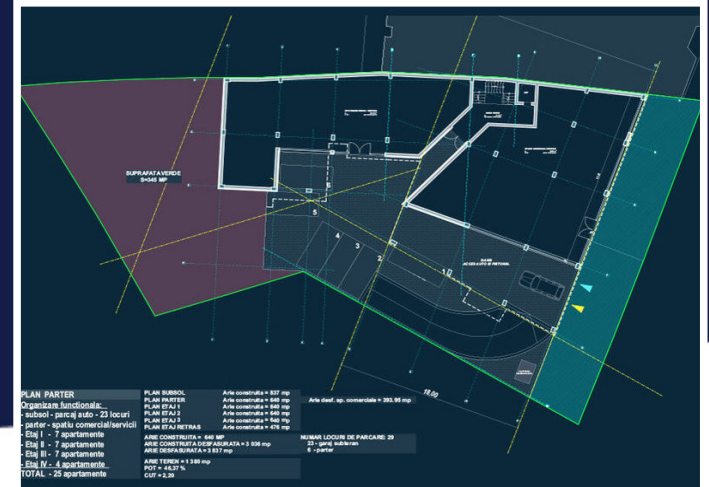 SUPRAFATA VERDE
S=345 MP
6
5
4
3
2
1
GANG
ACCES AUTO SI PIETONAL
18,00
PLAN PARTER
Organizare functionala:
- subsol - parcaj auto - 23 locuri
- parter - spatiu comercial/servicii
- Etaj I - 7 apartamente
- Etaj II - 7 apartamente
- Etaj III - 7 apartamente
- Etaj IV - 4 apartamente
TOTAL - 25 apartamente
PLAN SUBSOL Arie construita = 837 mp
PLAN PARTER Arie construita = 640 mp
PLAN ETAJ 1 Arie construita = 640 mp
PLAN ETAJ 2 Arie construita = 640 mp
PLAN ETAJ 3 Arie construita = 640 mp
PLAN ETAJ RETRAS Arie construita = 476 mp
Arie desf. sp. comerciale = 393.95 mp
ARIE CONSTRUITA = 640 MP
ARIE CONSTRUITA DESFASURATA = 3 036 mp
ARIE DESFASURATA = 3 837 mp
ARIE TEREN = 1 380 mp
POT = 46,37 %
CUT = 2,20
NUMAR LOCURI DE PARCARE: 29
23 - garaj subteran
6 - parter